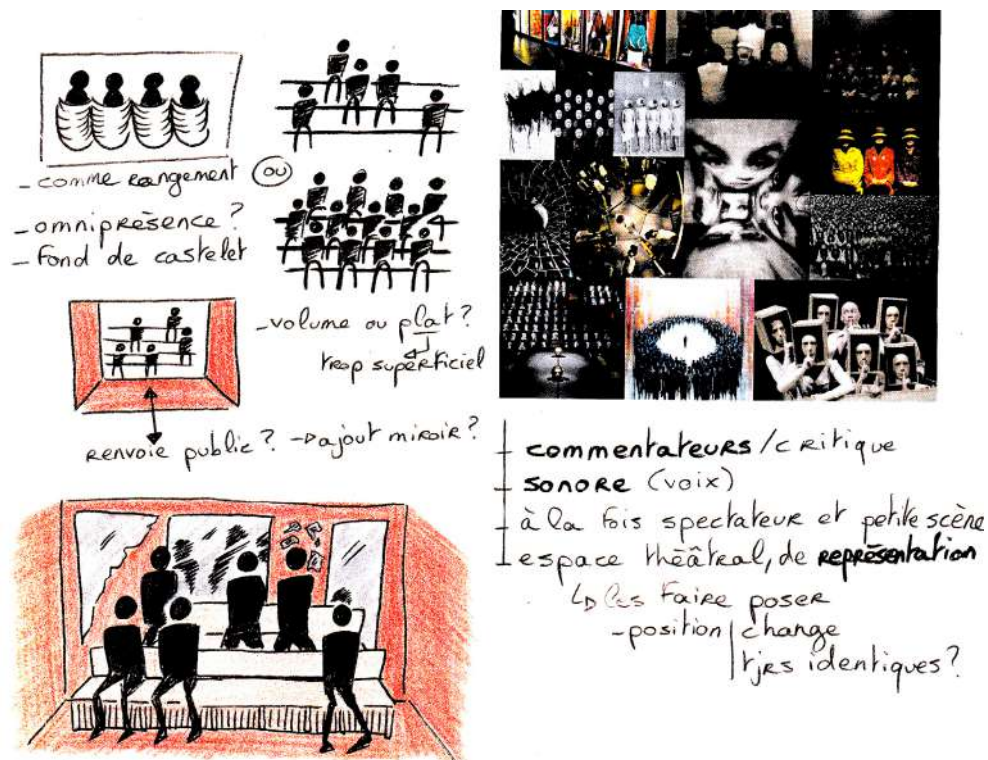 - comme rangement (ou)
- omniprésence ?
- fond de castelet
- volume ou plat ?
trop superficiel
renvoie public ? -> ajout miroir ?
commentateurs / critique
sonore (voix)
à la fois spectateur et petite scène
espace théâtral, de représentation
↳ les faire poser
- position | change
tjrs identiques ?